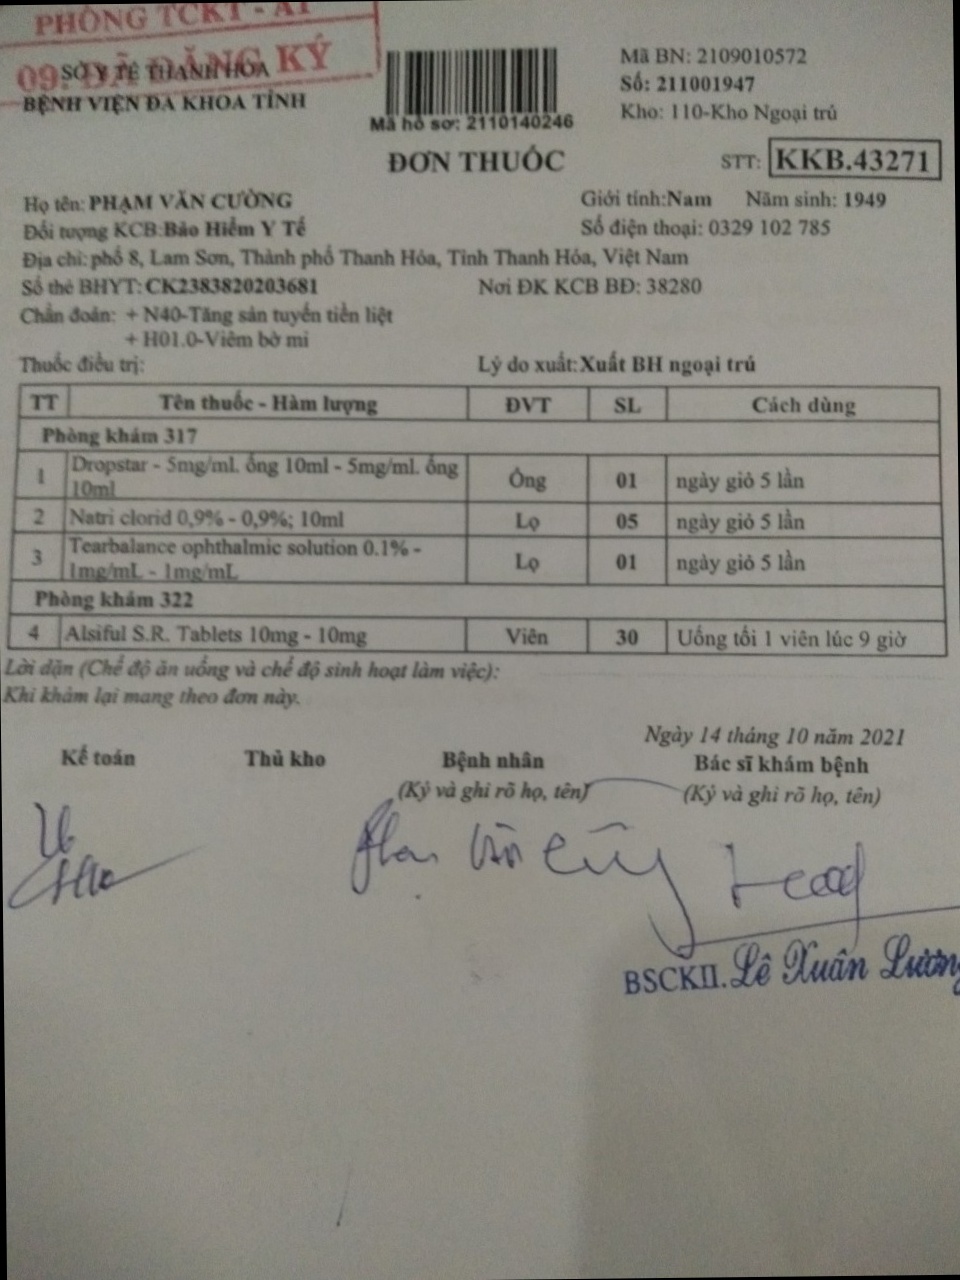 PHÒNG TCKT - A1
09. ĐÃ ĐĂNG KÝ
SỞ Y TẾ THANH HÓA
BỆNH VIỆN ĐA KHOA TỈNH
Mã hồ sơ: 2110140246
Mã BN: 2109010572
Số: 211001947
Kho: 110-Kho Ngoại trú
ĐƠN THUỐC
STT: KKB.43271
Họ tên: PHẠM VĂN CƯỜNG Giới tính:Nam Năm sinh: 1949
Đối tượng KCB:Bảo Hiểm Y Tế Số điện thoại: 0329 102 785
Địa chỉ: phố 8, Lam Sơn, Thành phố Thanh Hóa, Tỉnh Thanh Hóa, Việt Nam
Số thẻ BHYT: CK2383820203681 Nơi ĐK KCB BĐ: 38280
Chẩn đoán: + N40-Tăng sản tuyến tiền liệt
+ H01.0-Viêm bờ mi
Thuốc điều trị: Lý do xuất:Xuất BH ngoại trú
TT Tên thuốc - Hàm lượng ĐVT SL Cách dùng
Phòng khám 317
1 Dropstar - 5mg/ml. ống 10ml - 5mg/ml. ống 10ml Ống 01 ngày giỏ 5 lần
2 Natri clorid 0,9% - 0,9%; 10ml Lọ 05 ngày giỏ 5 lần
3 Tearbalance ophthalmic solution 0.1% - 1mg/mL - 1mg/mL Lọ 01 ngày giỏ 5 lần
Phòng khám 322
4 Alsiful S.R. Tablets 10mg - 10mg Viên 30 Uống tối 1 viên lúc 9 giờ
Lời dặn (Chế độ ăn uống và chế độ sinh hoạt làm việc):
Khi khám lại mang theo đơn này.
Ngày 14 tháng 10 năm 2021
Kế toán Thủ kho Bệnh nhân Bác sĩ khám bệnh
(Ký và ghi rõ họ, tên) (Ký và ghi rõ họ, tên)
BSCKII. Lê Xuân Lương